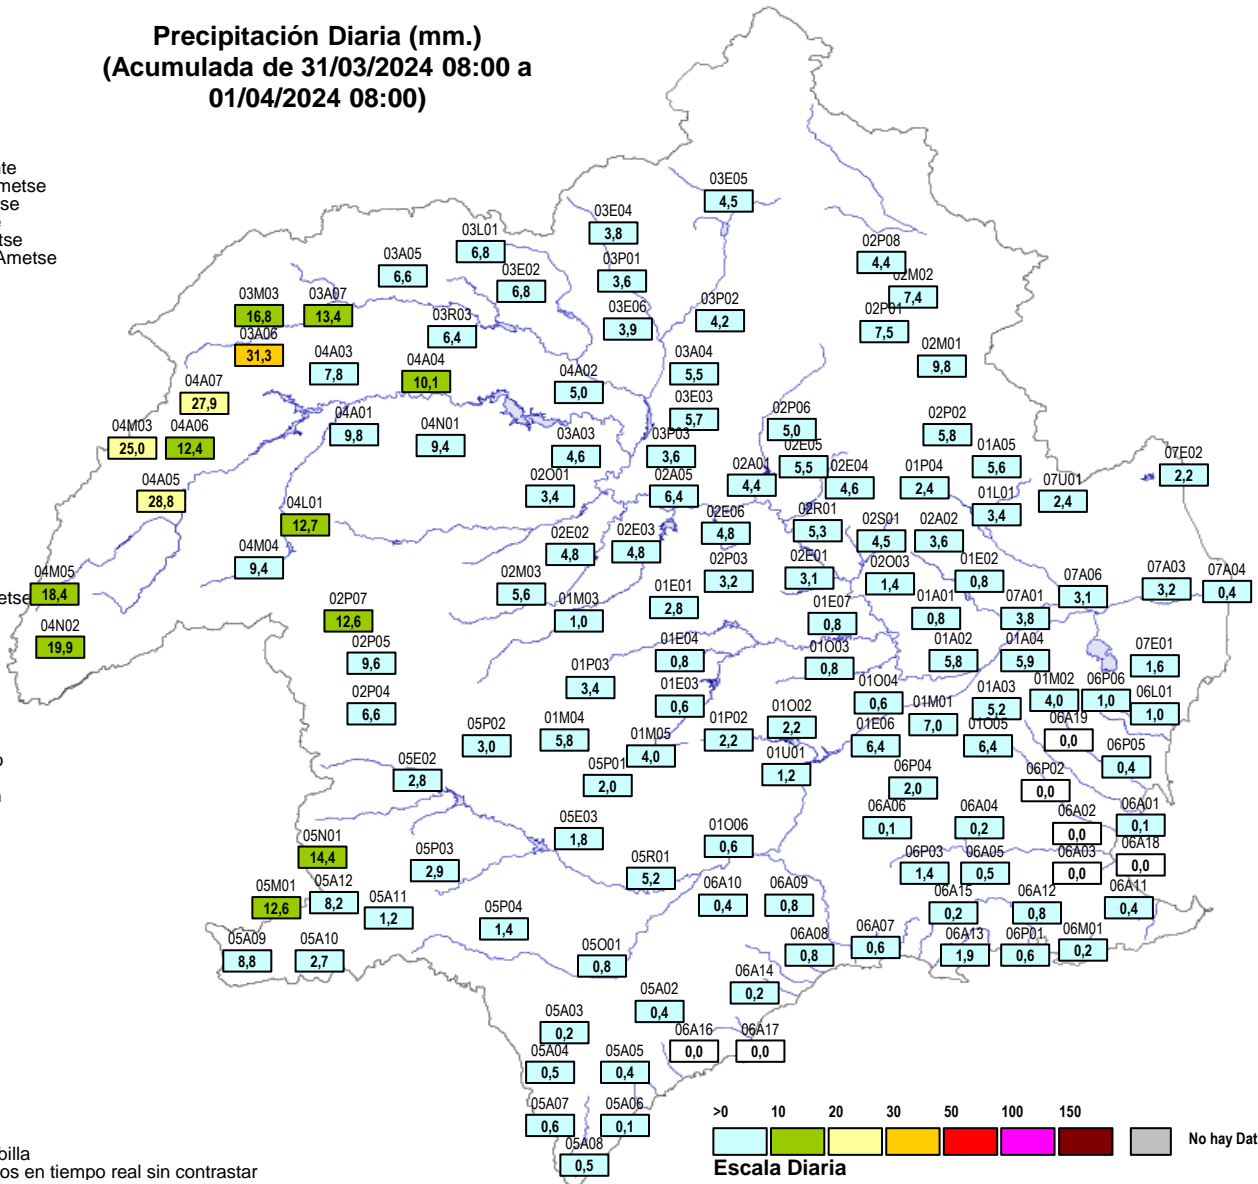 Precipitación Diaria (mm.)
(Acumulada de 31/03/2024 08:00 a
01/04/2024 08:00)
nte
metse
tse
e
tse
Ametse
03E05
4,5
03E04
3,8
03L01
6,8
02P08
4,4
03A05
6,6
03P01
3,6
03E02
6,8
02M02
7,4
03M03
16,8
03A07
13,4
03P02
4,2
03E06
3,9
02P01
7,5
03R03
6,4
03A06
31,3
02M01
9,8
04A03
7,8
04A04
10,1
03A04
5,5
04A02
5,0
04A07
27,9
03E03
5,7
02P06
5,0
04A01
9,8
04N01
9,4
02P02
5,8
04M03
25,0
04A06
12,4
03A03
4,6
03P03
3,6
02E05
5,5
01A05
5,6
07E02
2,2
02A01
4,4
02E04
4,6
01P04
2,4
07U01
2,4
04A05
28,8
02O01
3,4
02A05
6,4
01L01
3,4
04L01
12,7
02E06
4,8
02R01
5,3
02S01
4,5
02A02
3,6
02E02
4,8
02E03
4,8
04M04
9,4
02P03
3,2
02E01
3,1
02O03
1,4
01E02
0,8
07A06
3,1
07A03
3,2
07A04
0,4
04M05
18,4
etse
02M03
5,6
01M03
1,0
01E01
2,8
02P07
12,6
01E07
0,8
01A01
0,8
07A01
3,8
04N02
19,9
02P05
9,6
01E04
0,8
01O03
0,8
01A02
5,8
01A04
5,9
07E01
1,6
01P03
3,4
01E03
0,6
01O04
0,6
01A03
5,2
01M02
4,0
06P06
1,0
06L01
1,0
02P04
6,6
01M01
7,0
05P02
3,0
01M04
5,8
01M05
4,0
01P02
2,2
01O02
2,2
01E06
6,4
01O05
6,4
06A19
0,0
06P05
0,4
o
05E02
2,8
05P01
2,0
01U01
1,2
06P04
2,0
06P02
0,0
05E03
1,8
06A06
0,1
06A04
0,2
06A02
0,0
06A01
0,1
05N01
14,4
05P03
2,9
01O06
0,6
05R01
5,2
06P03
1,4
06A05
0,5
06A03
0,0
06A18
0,0
05M01
12,6
05A12
8,2
05A11
1,2
06A10
0,4
06A09
0,8
06A15
0,2
06A12
0,8
06A11
0,4
05P04
1,4
05A09
8,8
05A10
2,7
05O01
0,8
06A08
0,8
06A07
0,6
06A13
1,9
06P01
0,6
06M01
0,2
06A14
0,2
05A02
0,4
05A03
0,2
06A16
0,0
06A17
0,0
05A04
0,5
05A05
0,4
05A07
0,6
05A06
0,1
05A08
0,5
>0 10 20 30 50 100 150
No hay Dat
Escala Diaria
billa
os en tiempo real sin contrastar